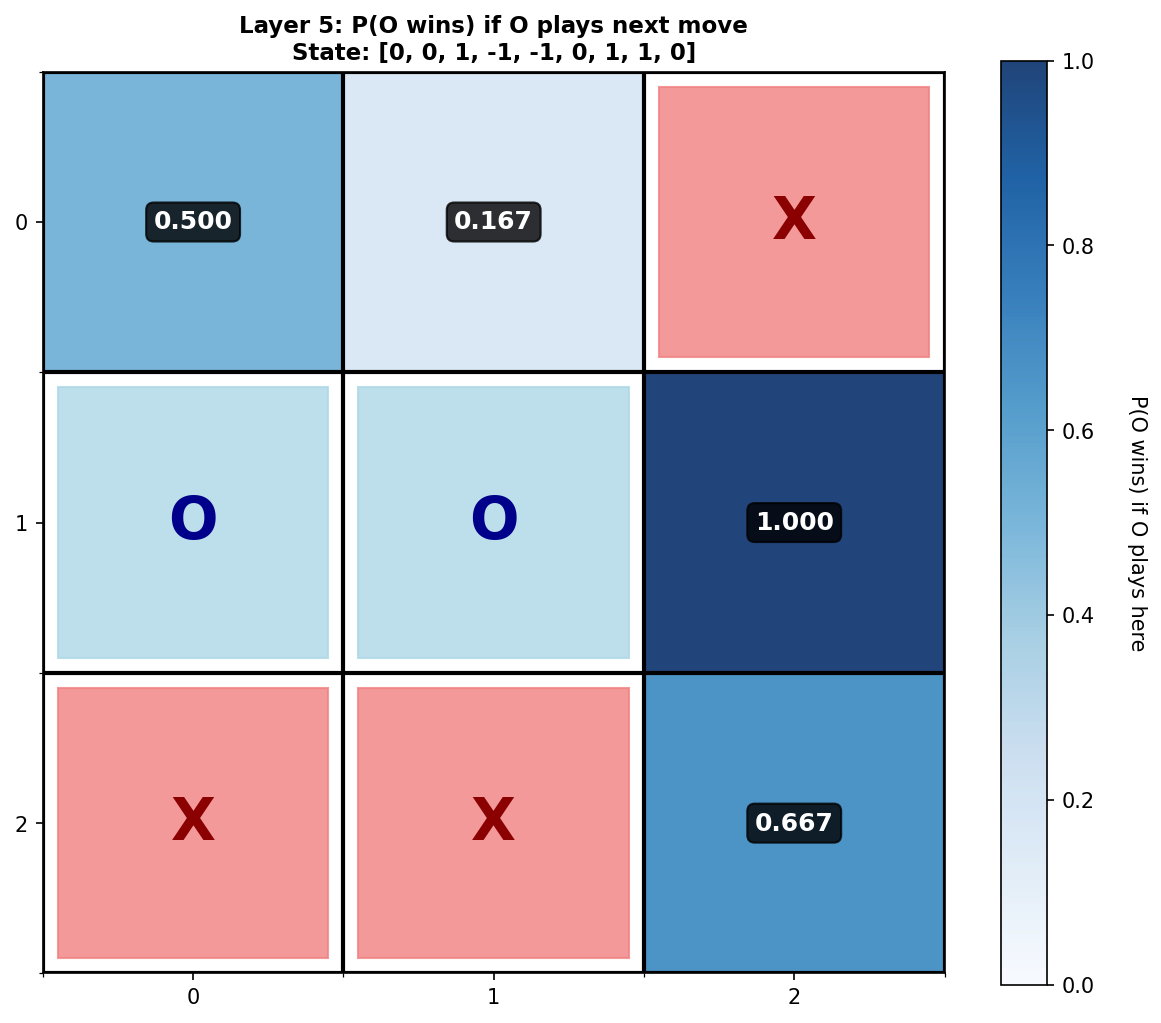 Layer 5: P(O wins) if O plays next move
State: [0, 0, 1, -1, -1, 0, 1, 1, 0]
0
0.500
0.167
X
1
O
O
1.000
2
X
X
0.667
0
1
2
1.0
0.8
0.6
0.4
0.2
0.0
P(O wins) if O plays here